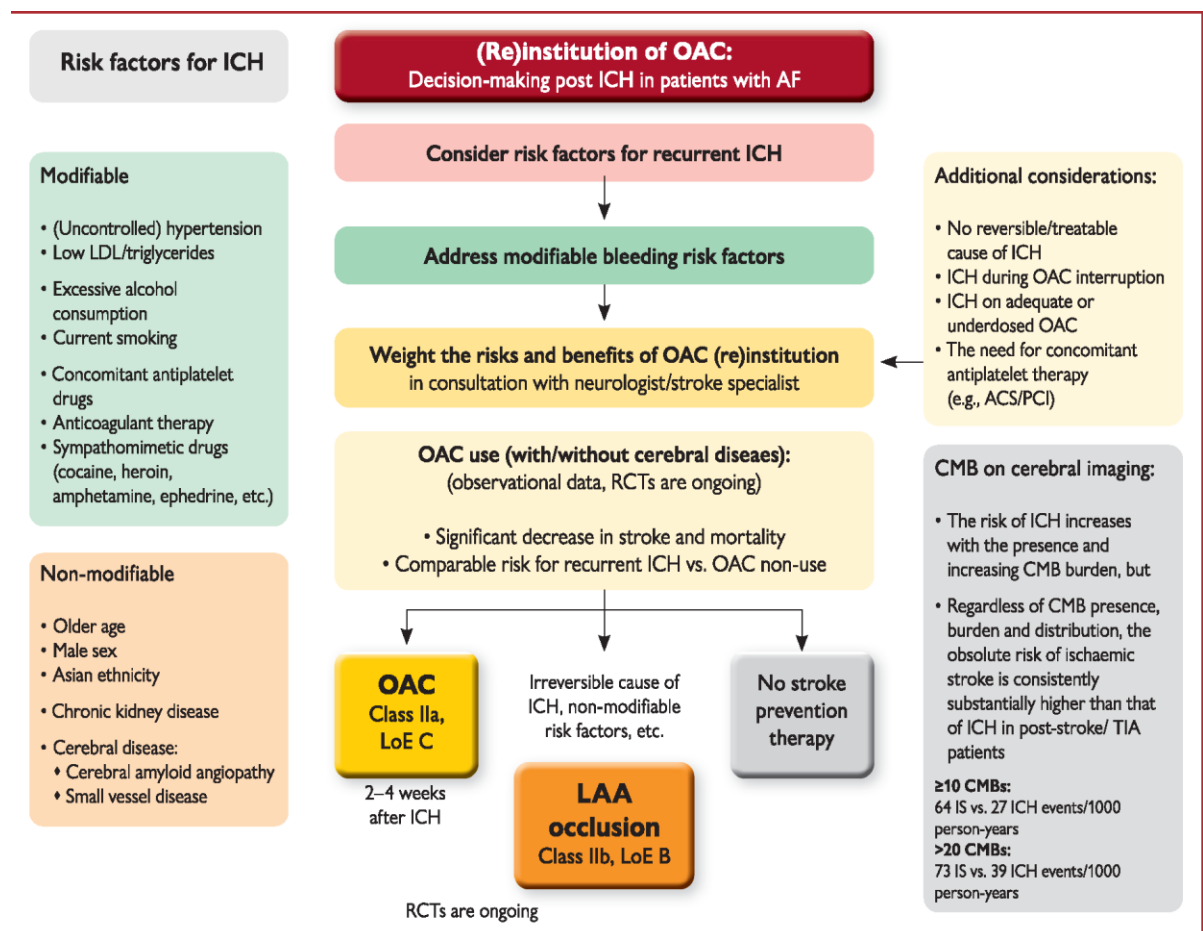 Risk factors for ICH
(Re)institution of OAC:
Decision-making post ICH in patients with AF
Consider risk factors for recurrent ICH
Modifiable
• (Uncontrolled) hypertension
• Low LDL/triglycerides
• Excessive alcohol
consumption
• Current smoking
• Concomitant antiplatelet
drugs
• Anticoagulant therapy
• Sympathomimetic drugs
(cocaine, heroin,
amphetamine, ephedrine, etc.)
Non-modifiable
• Older age
• Male sex
• Asian ethnicity
• Chronic kidney disease
• Cerebral disease:
♦ Cerebral amyloid angiopathy
♦ Small vessel disease
Address modifiable bleeding risk factors
Weight the risks and benefits of OAC (re)institution
in consultation with neurologist/stroke specialist
OAC use (with/without cerebral diseases):
(observational data, RCTs are ongoing)
• Significant decrease in stroke and mortality
• Comparable risk for recurrent ICH vs. OAC non-use
OAC
Class IIa,
LoE C
2–4 weeks
after ICH
Irreversible cause of
ICH, non-modifiable
risk factors, etc.
LAA
occlusion
Class IIb, LoE B
No stroke
prevention
therapy
RCTs are ongoing
Additional considerations:
• No reversible/treatable
cause of ICH
• ICH during OAC interruption
• ICH on adequate or
underdosed OAC
• The need for concomitant
antiplatelet therapy
(e.g., ACS/PCI)
CMB on cerebral imaging:
• The risk of ICH increases
with the presence and
increasing CMB burden, but
• Regardless of CMB presence,
burden and distribution, the
absolute risk of ischaemic
stroke is consistently
substantially higher than that
of ICH in post-stroke/ TIA
patients
≥10 CMBs:
64 IS vs. 27 ICH events/1000
person-years
>20 CMBs:
73 IS vs. 39 ICH events/1000
person-years